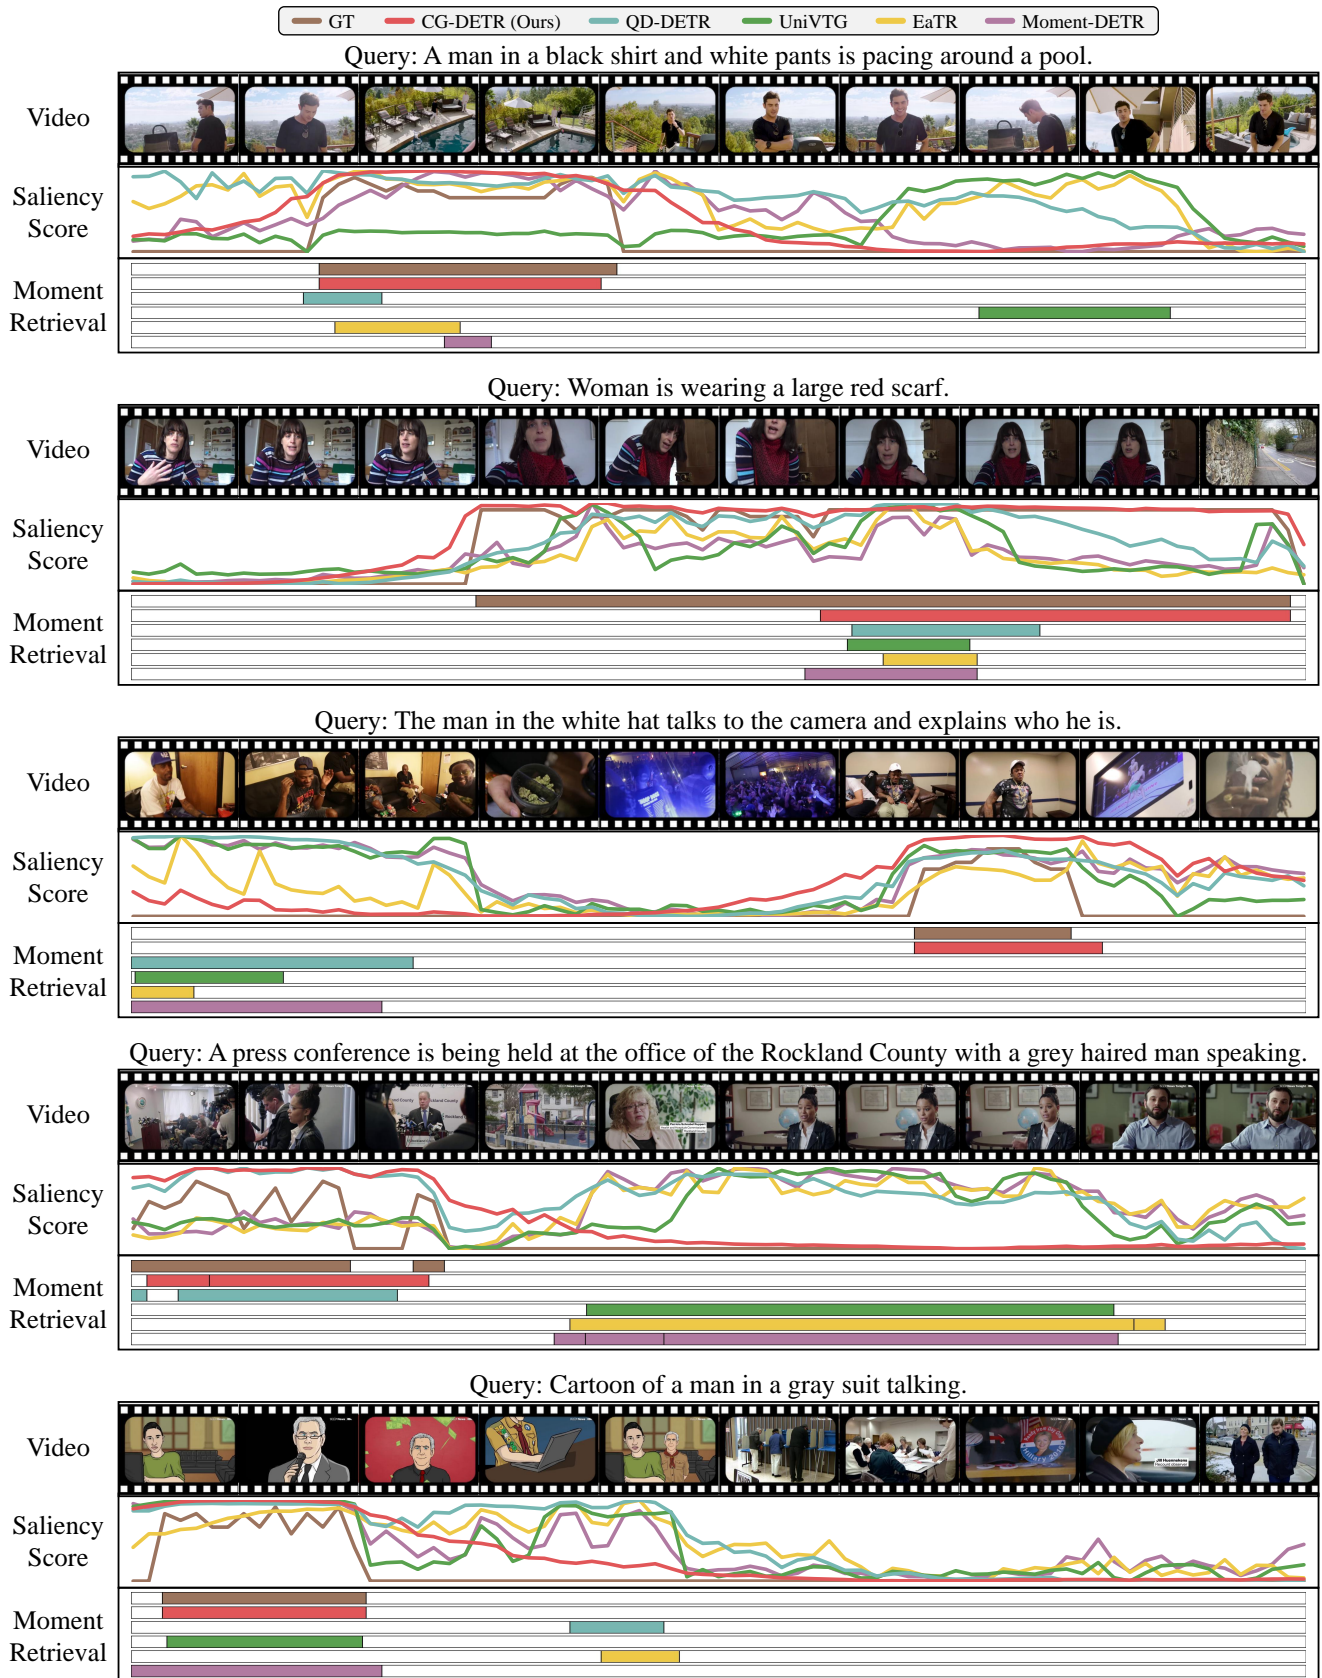 GT CG-DETR (Ours) QD-DETR UniVTG EaTR Moment-DETR
Query: A man in a black shirt and white pants is pacing around a pool.
Video
Saliency
Score
Moment
Retrieval
Query: Woman is wearing a large red scarf.
Video
Saliency
Score
Moment
Retrieval
Query: The man in the white hat talks to the camera and explains who he is.
Video
Saliency
Score
Moment
Retrieval
Query: A press conference is being held at the office of the Rockland County with a grey haired man speaking.
Video
Saliency
Score
Moment
Retrieval
Query: Cartoon of a man in a gray suit talking.
Video
Jill Huennekens
Recount observer
Saliency
Score
Moment
Retrieval